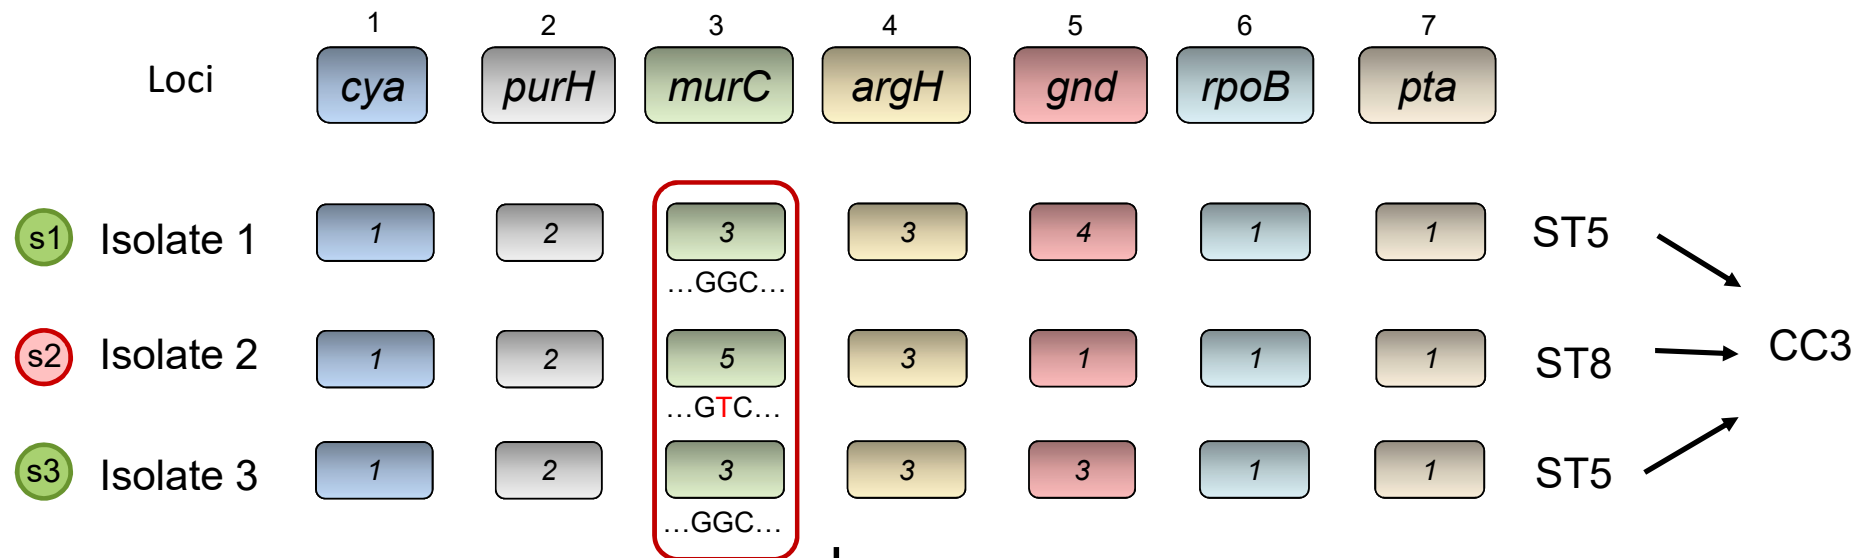 1 2 3 4 5 6 7
Loci cya purH murC argH gnd rpoB pta
s1 Isolate 1 1 2 3 3 4 1 1 ST5
…GGC…
s2 Isolate 2 1 2 5 3 1 1 1 ST8 CC3
…GTC…
s3 Isolate 3 1 2 3 3 3 1 1 ST5
…GGC…